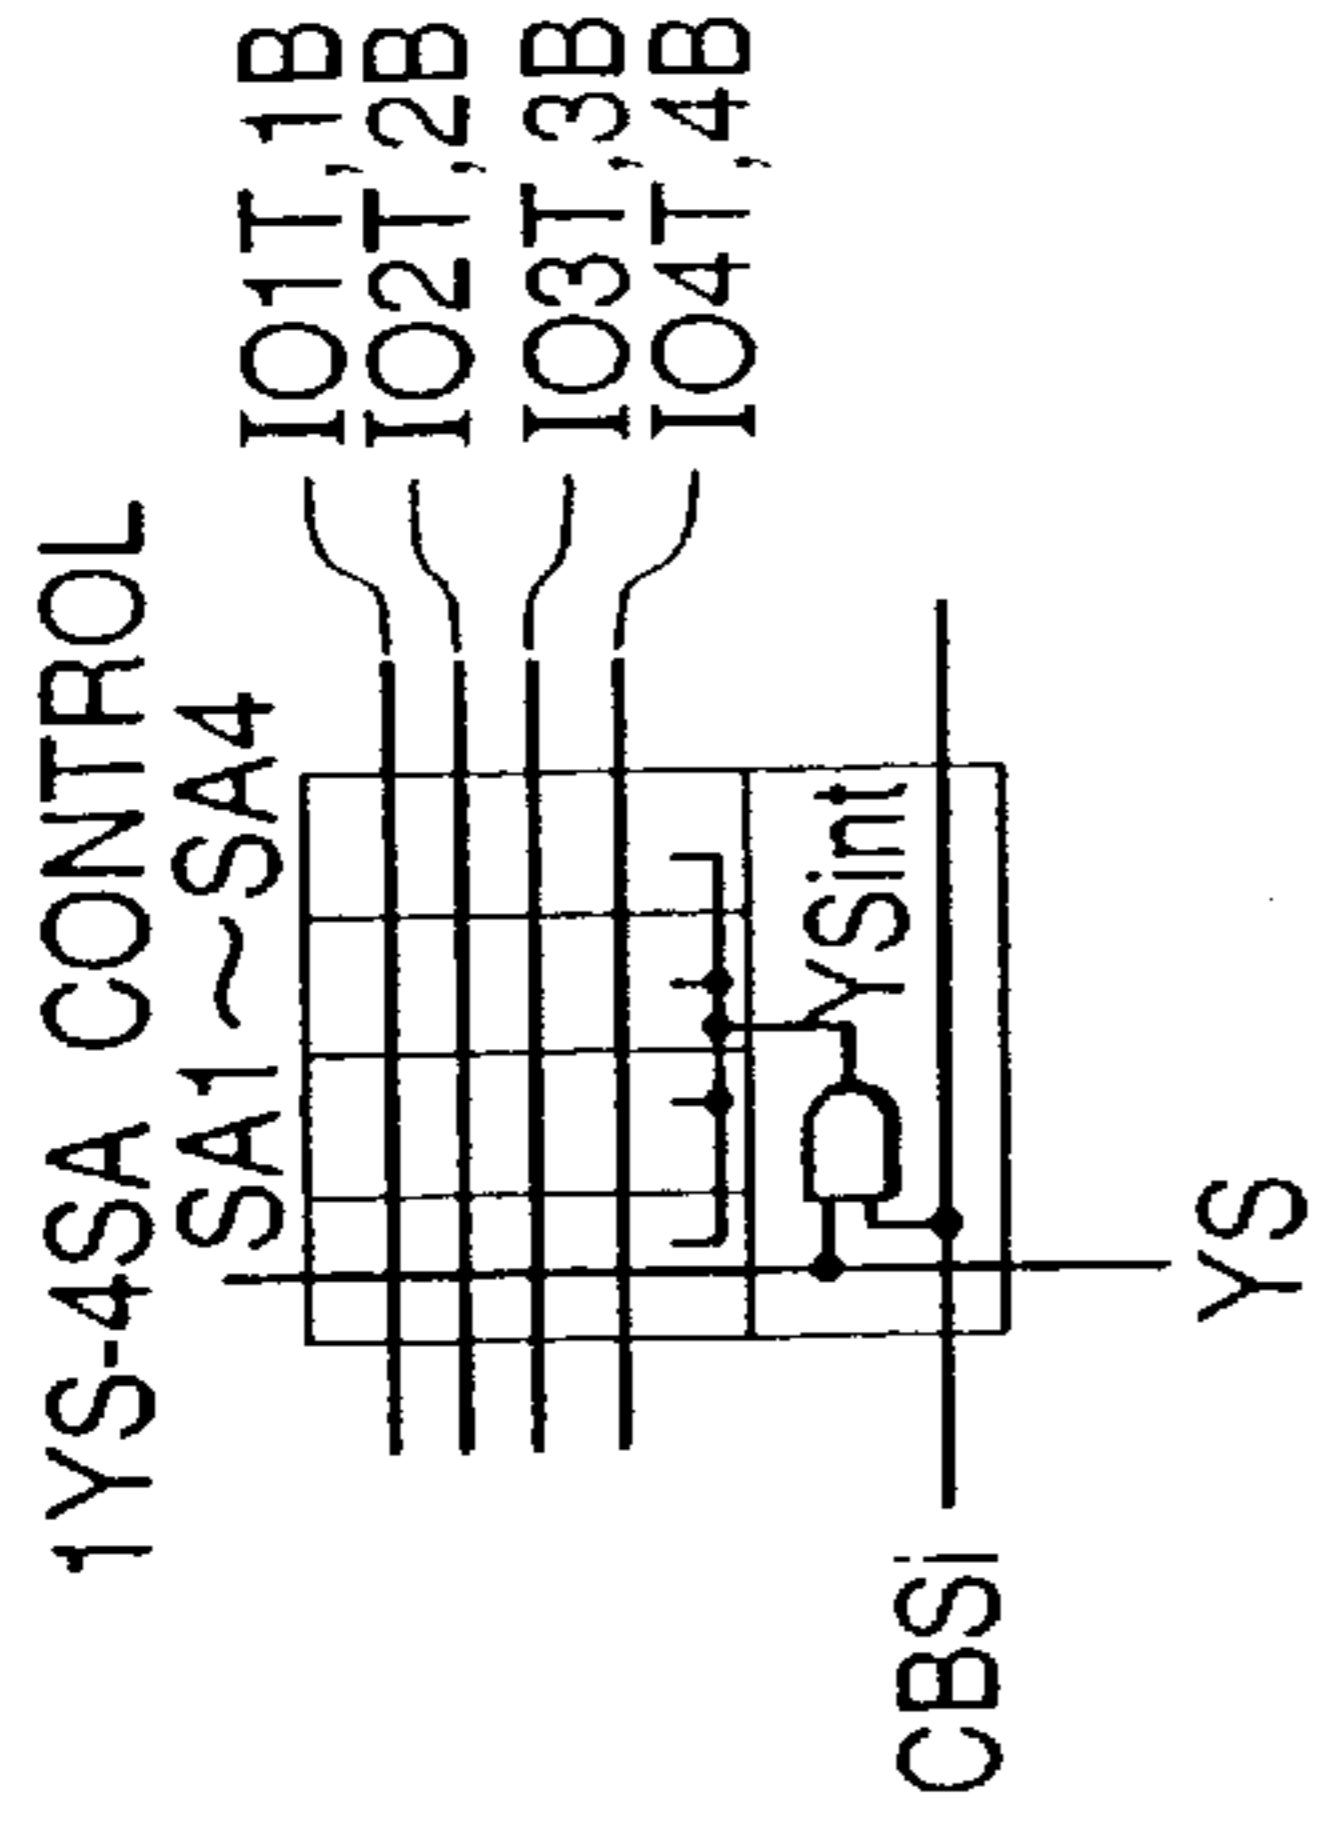 1YS-4SA CONTROL
SA1~SA4
IO1T,1B
IO2T,2B
IO3T,3B
IO4T,4B
YSint
CBSi
YS